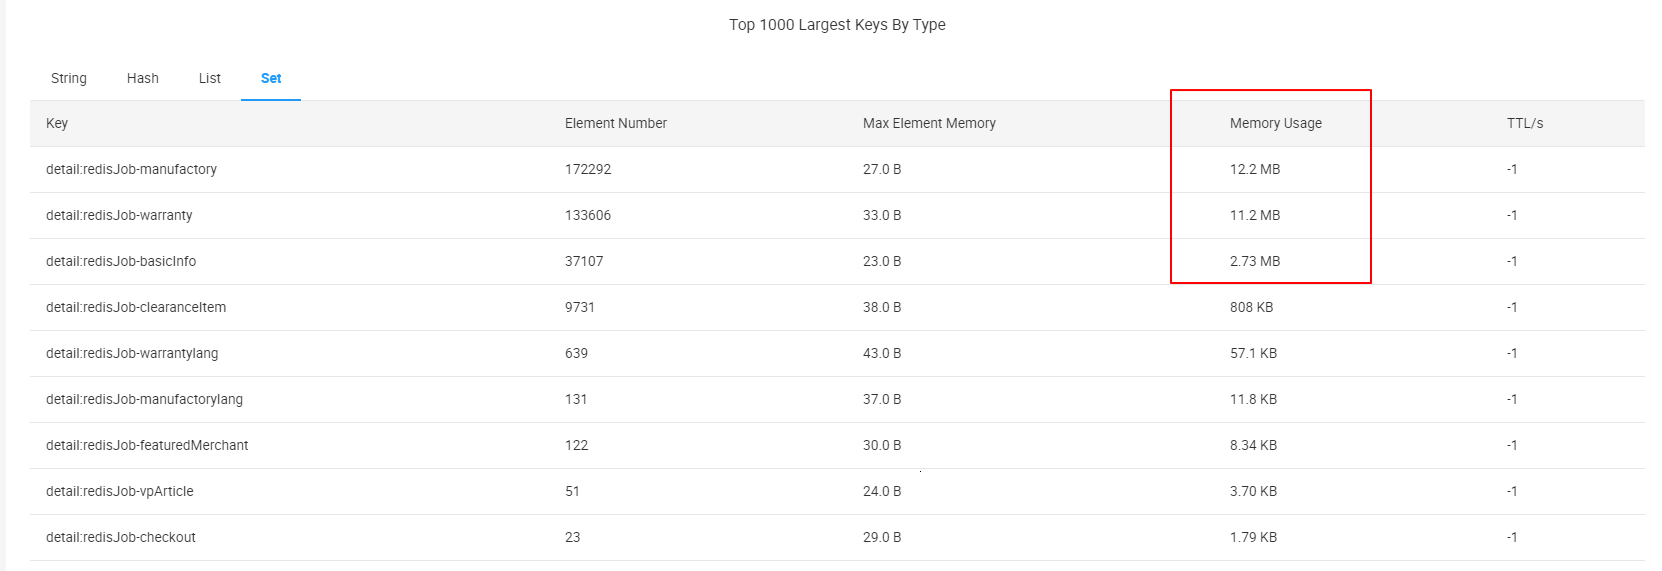 Top 1000 Largest Keys By Type
String Hash List Set
Key Element Number Max Element Memory Memory Usage TTL/s
detail:redisJob-manufactory 172292 27.0 B 12.2 MB -1
detail:redisJob-warranty 133606 33.0 B 11.2 MB -1
detail:redisJob-basicInfo 37107 23.0 B 2.73 MB -1
detail:redisJob-clearanceItem 9731 38.0 B 808 KB -1
detail:redisJob-warrantylang 639 43.0 B 57.1 KB -1
detail:redisJob-manufactorylang 131 37.0 B 11.8 KB -1
detail:redisJob-featuredMerchant 122 30.0 B 8.34 KB -1
detail:redisJob-vpArticle 51 24.0 B 3.70 KB -1
detail:redisJob-checkout 23 29.0 B 1.79 KB -1